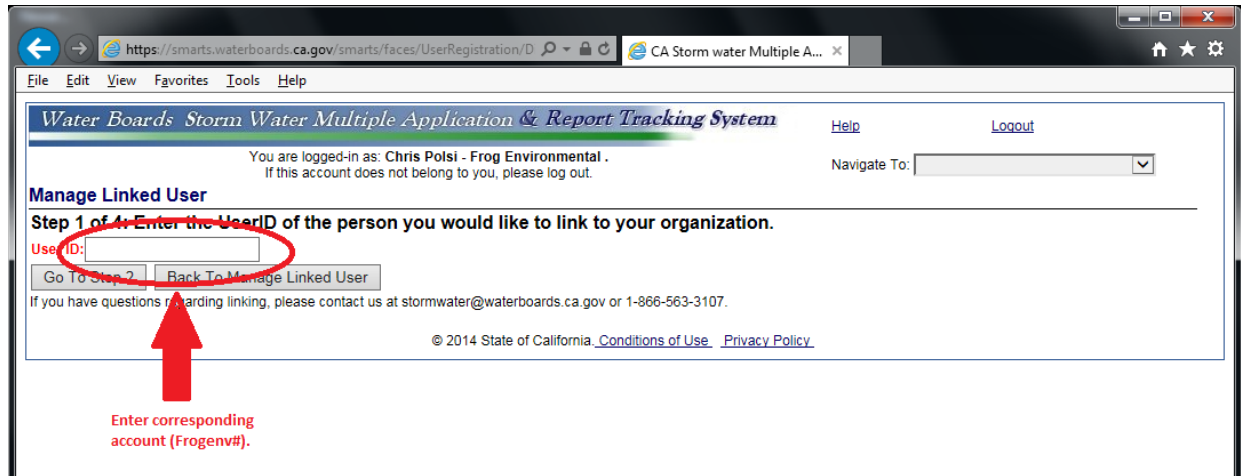 https://smarts.waterboards.ca.gov/smarts/faces/UserRegistration/D
CA Storm water Multiple A...
File Edit View Favorites Tools Help
Water Boards Storm Water Multiple Application & Report Tracking System
Help
Logout
You are logged-in as: Chris Polsi - Frog Environmental .
If this account does not belong to you, please log out.
Navigate To:
Manage Linked User
Step 1 of 4: Enter the UserID of the person you would like to link to your organization.
User ID:
Go To Step 2
Back To Manage Linked User
If you have questions regarding linking, please contact us at stormwater@waterboards.ca.gov or 1-866-563-3107.
© 2014 State of California. Conditions of Use Privacy Policy
Enter corresponding
account (Frogenv#).